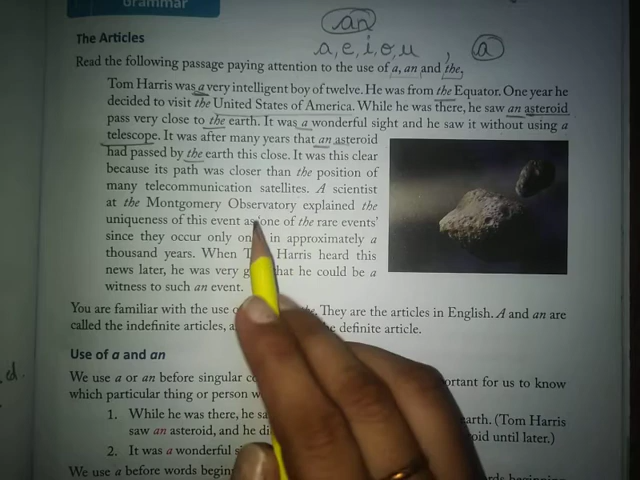 Grammar
an
a, e, i, o, u , a
The Articles
Read the following passage paying attention to the use of a, an and the.
Tom Harris was a very intelligent boy of twelve. He was from the Equator. One year he
decided to visit the United States of America. While he was there, he saw an asteroid
pass very close to the earth. It was a wonderful sight and he saw it without using a
telescope. It was after many years that an asteroid
had passed by the earth this close. It was this clear
because its path was closer than the position of
many telecommunication satellites. A scientist
at the Montgomery Observatory explained the
uniqueness of this event as 'one of the rare events'
since they occur only in approximately a
thousand years. When Harris heard this
news later, he was very that he could be a
witness to such an event.
You are familiar with the use They are the articles in English. A and an are
called the indefinite articles, the definite article.
Use of a and an
We use a or an before singular important for us to know
which particular thing or person
1. While he was there, he earth. (Tom Harris
saw an asteroid, and he until later.)
2. It was a wonderful
We use a before words beginning
d.